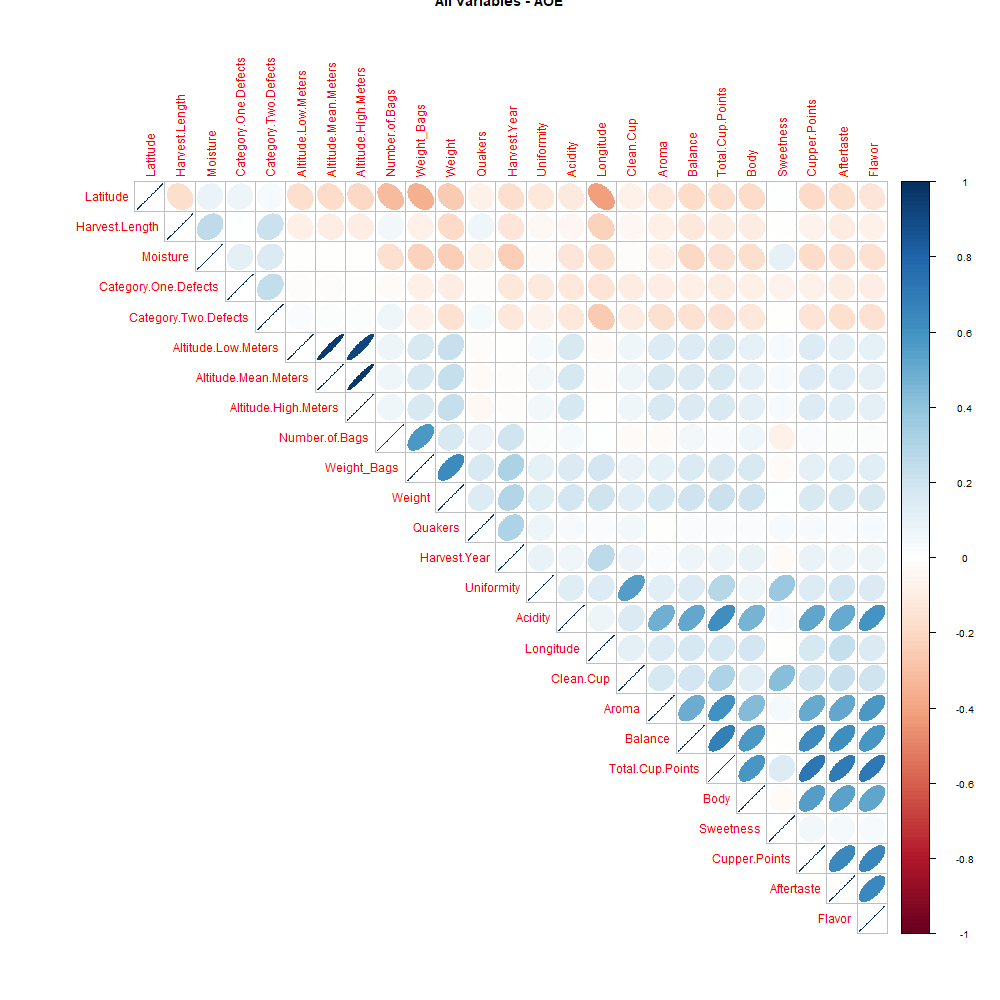 All Variables - AOE
Latitude
Harvest.Length
Moisture
Category.One.Defects
Category.Two.Defects
Altitude.Low.Meters
Altitude.Mean.Meters
Altitude.High.Meters
Number.of.Bags
Weight_Bags
Weight
Quakers
Harvest.Year
Uniformity
Acidity
Longitude
Clean.Cup
Aroma
Balance
Total.Cup.Points
Body
Sweetness
Cupper.Points
Aftertaste
Flavor
Latitude
Harvest.Length
Moisture
Category.One.Defects
Category.Two.Defects
Altitude.Low.Meters
Altitude.Mean.Meters
Altitude.High.Meters
Number.of.Bags
Weight_Bags
Weight
Quakers
Harvest.Year
Uniformity
Acidity
Longitude
Clean.Cup
Aroma
Balance
Total.Cup.Points
Body
Sweetness
Cupper.Points
Aftertaste
Flavor
1
0.8
0.6
0.4
0.2
0
-0.2
-0.4
-0.6
-0.8
-1